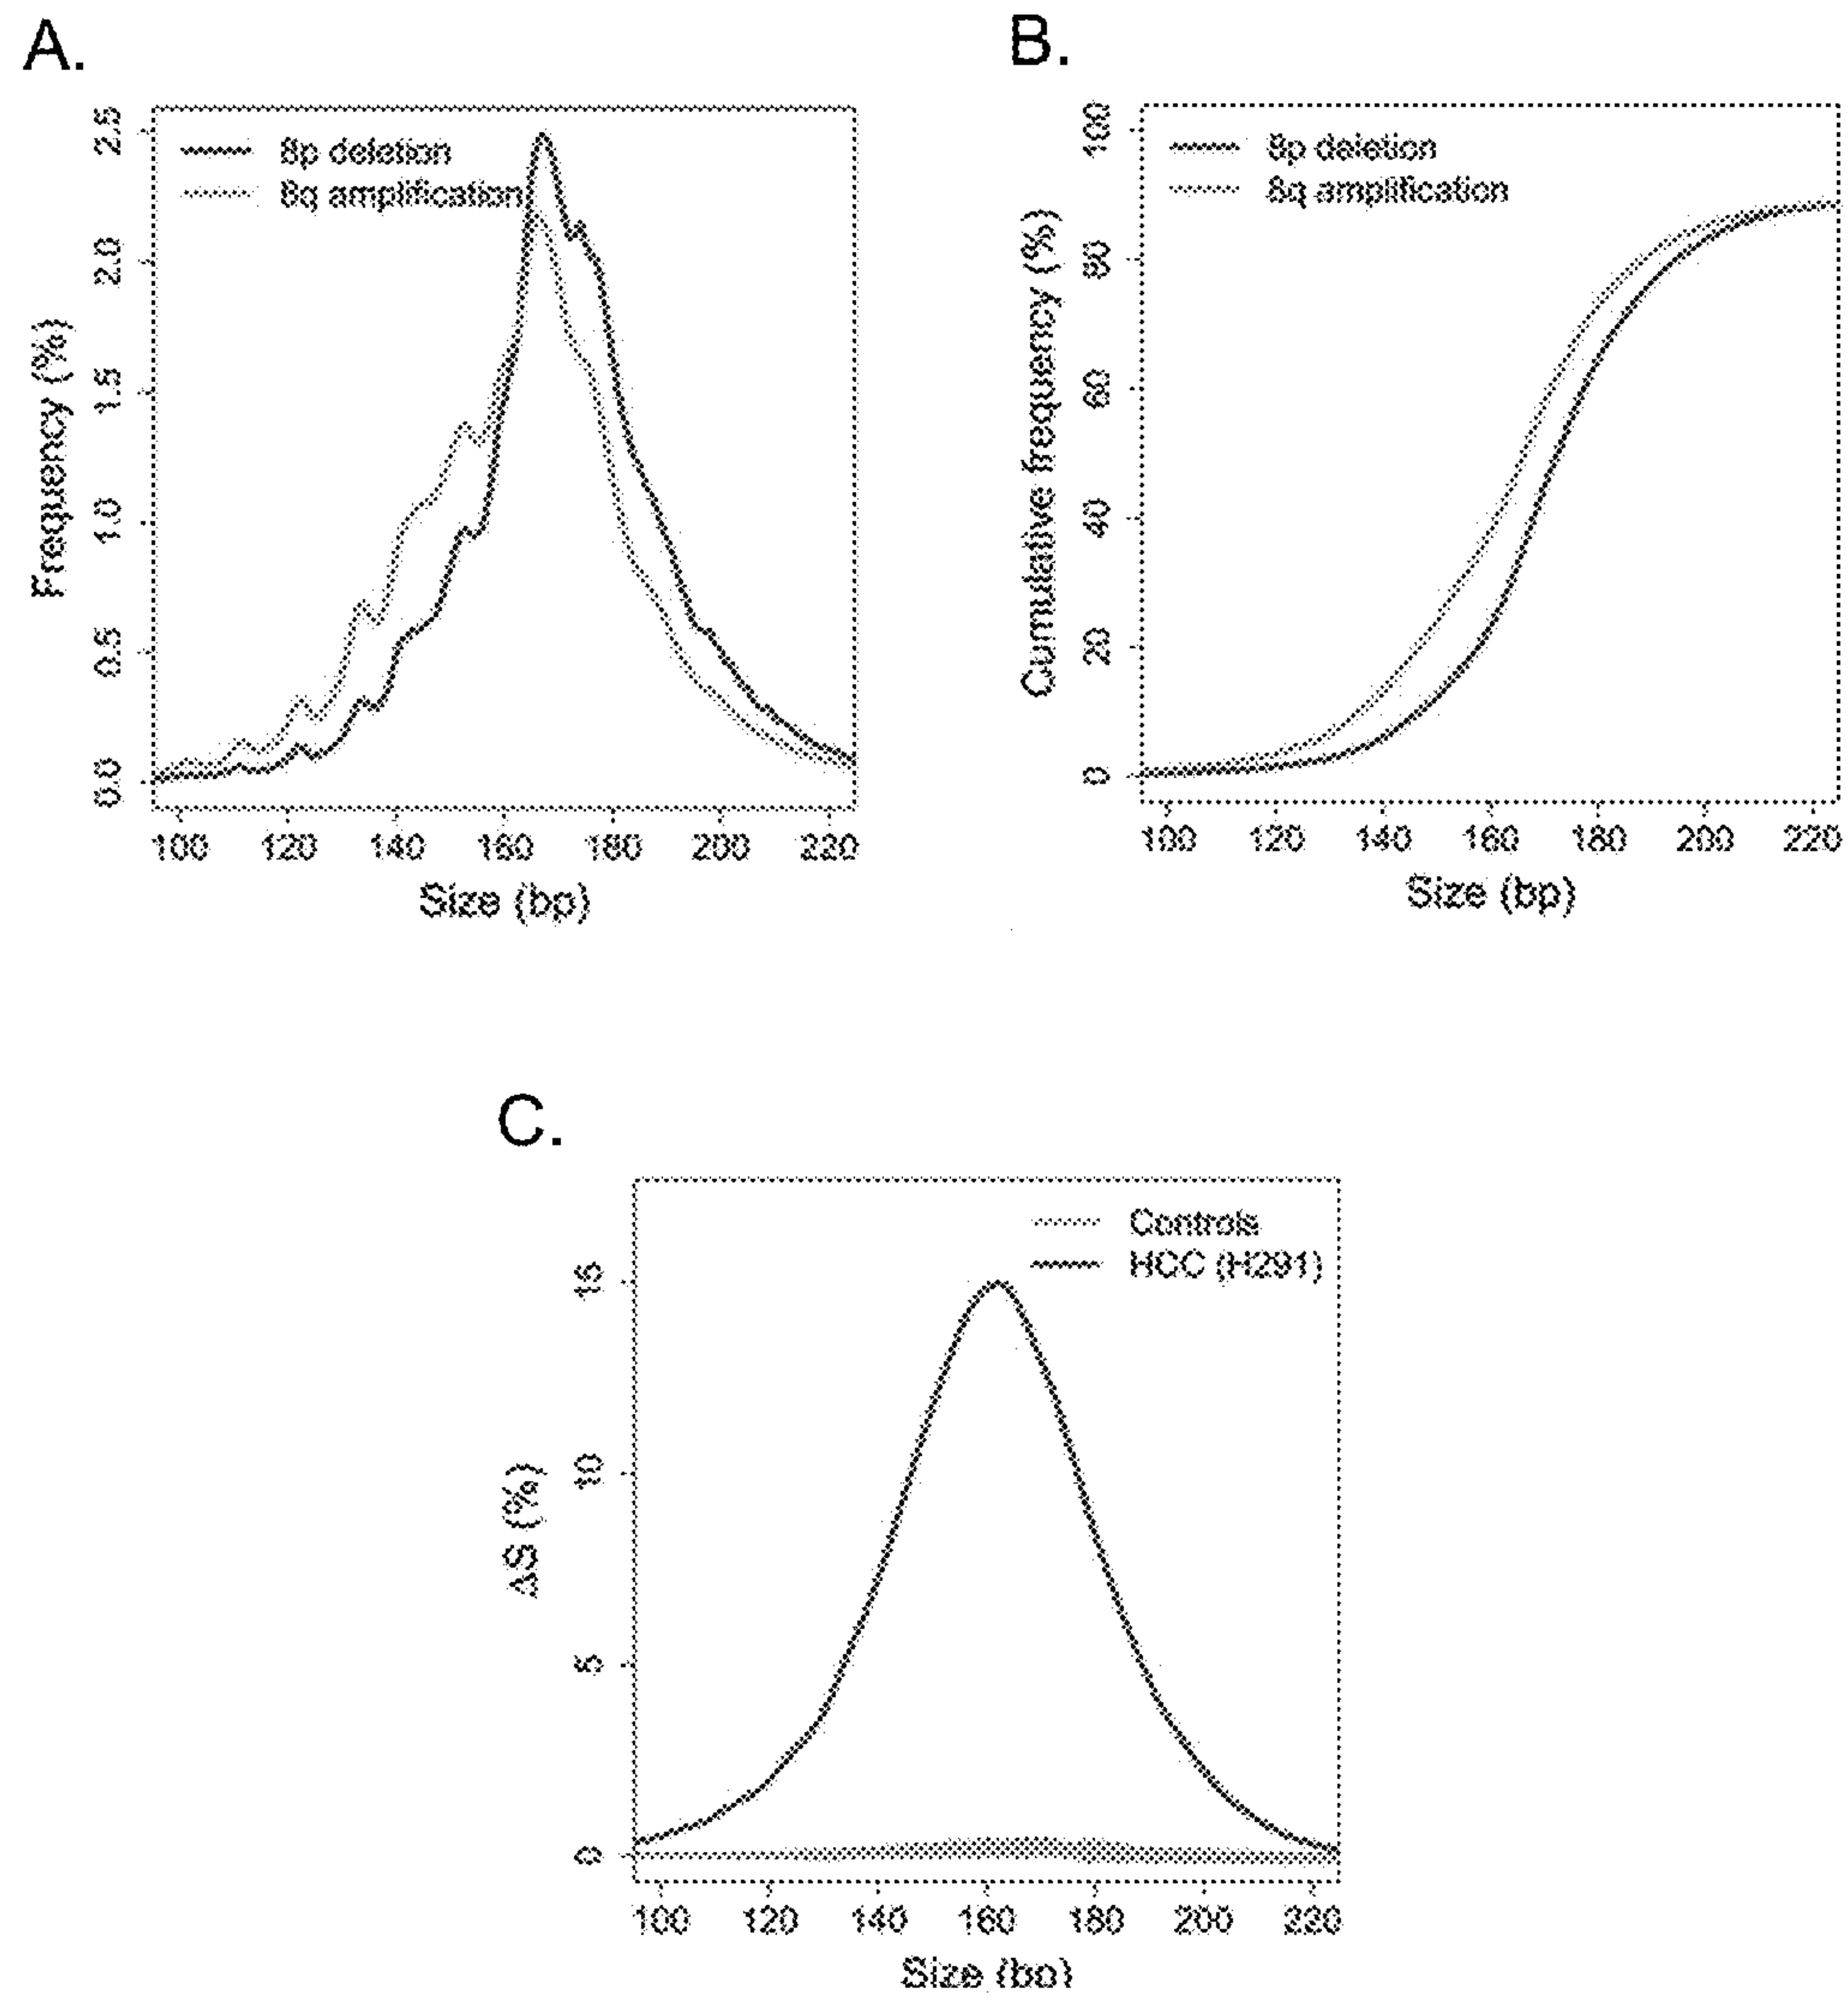 A.
8p deletion
8q amplification
Frequency (%)
0.0 0.5 1.0 1.5 2.0 2.5
100 120 140 160 180 200 220
Size (bp)
B.
8p deletion
8q amplification
Cumulative frequency (%)
0 20 40 60 80 100
100 120 140 160 180 200 220
Size (bp)
C.
Controls
HCC (H291)
ΔS (%)
0 5 10 15
100 120 140 160 180 200 220
Size (bp)